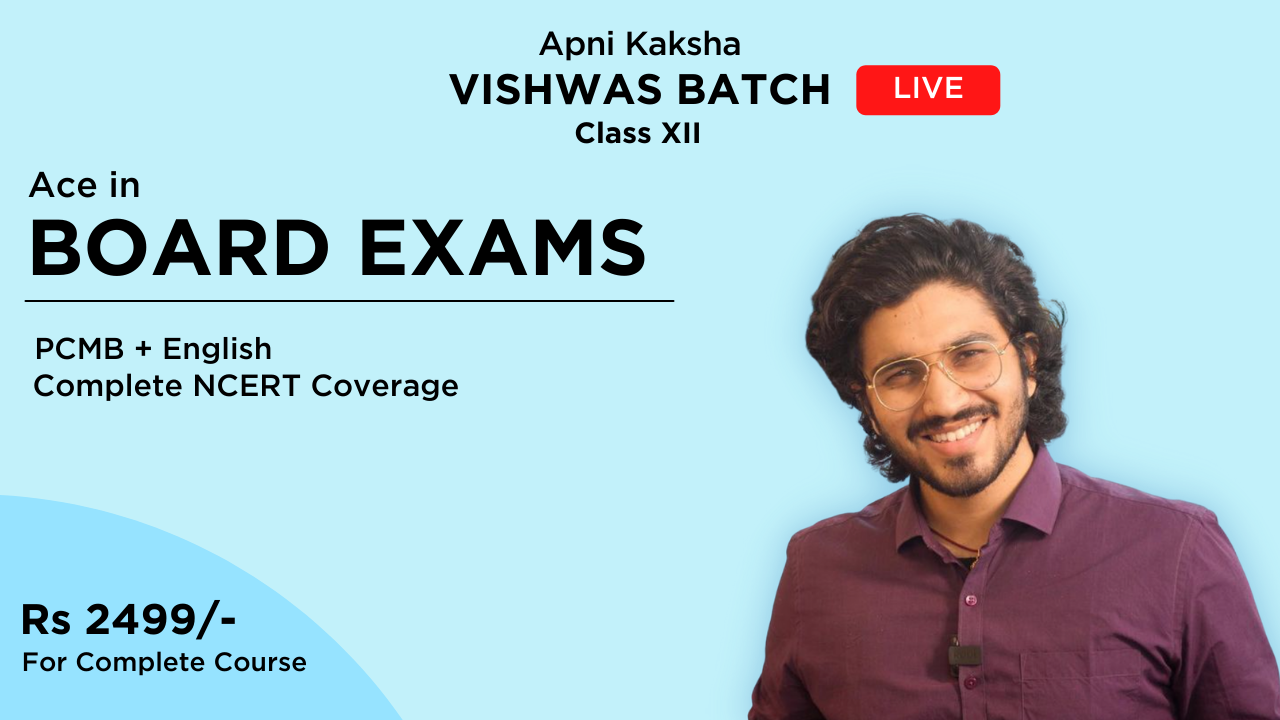 Apni Kaksha
VISHWAS BATCH LIVE
Class XII
Ace in
BOARD EXAMS
PCMB + English
Complete NCERT Coverage
Rs 2499/-
For Complete Course